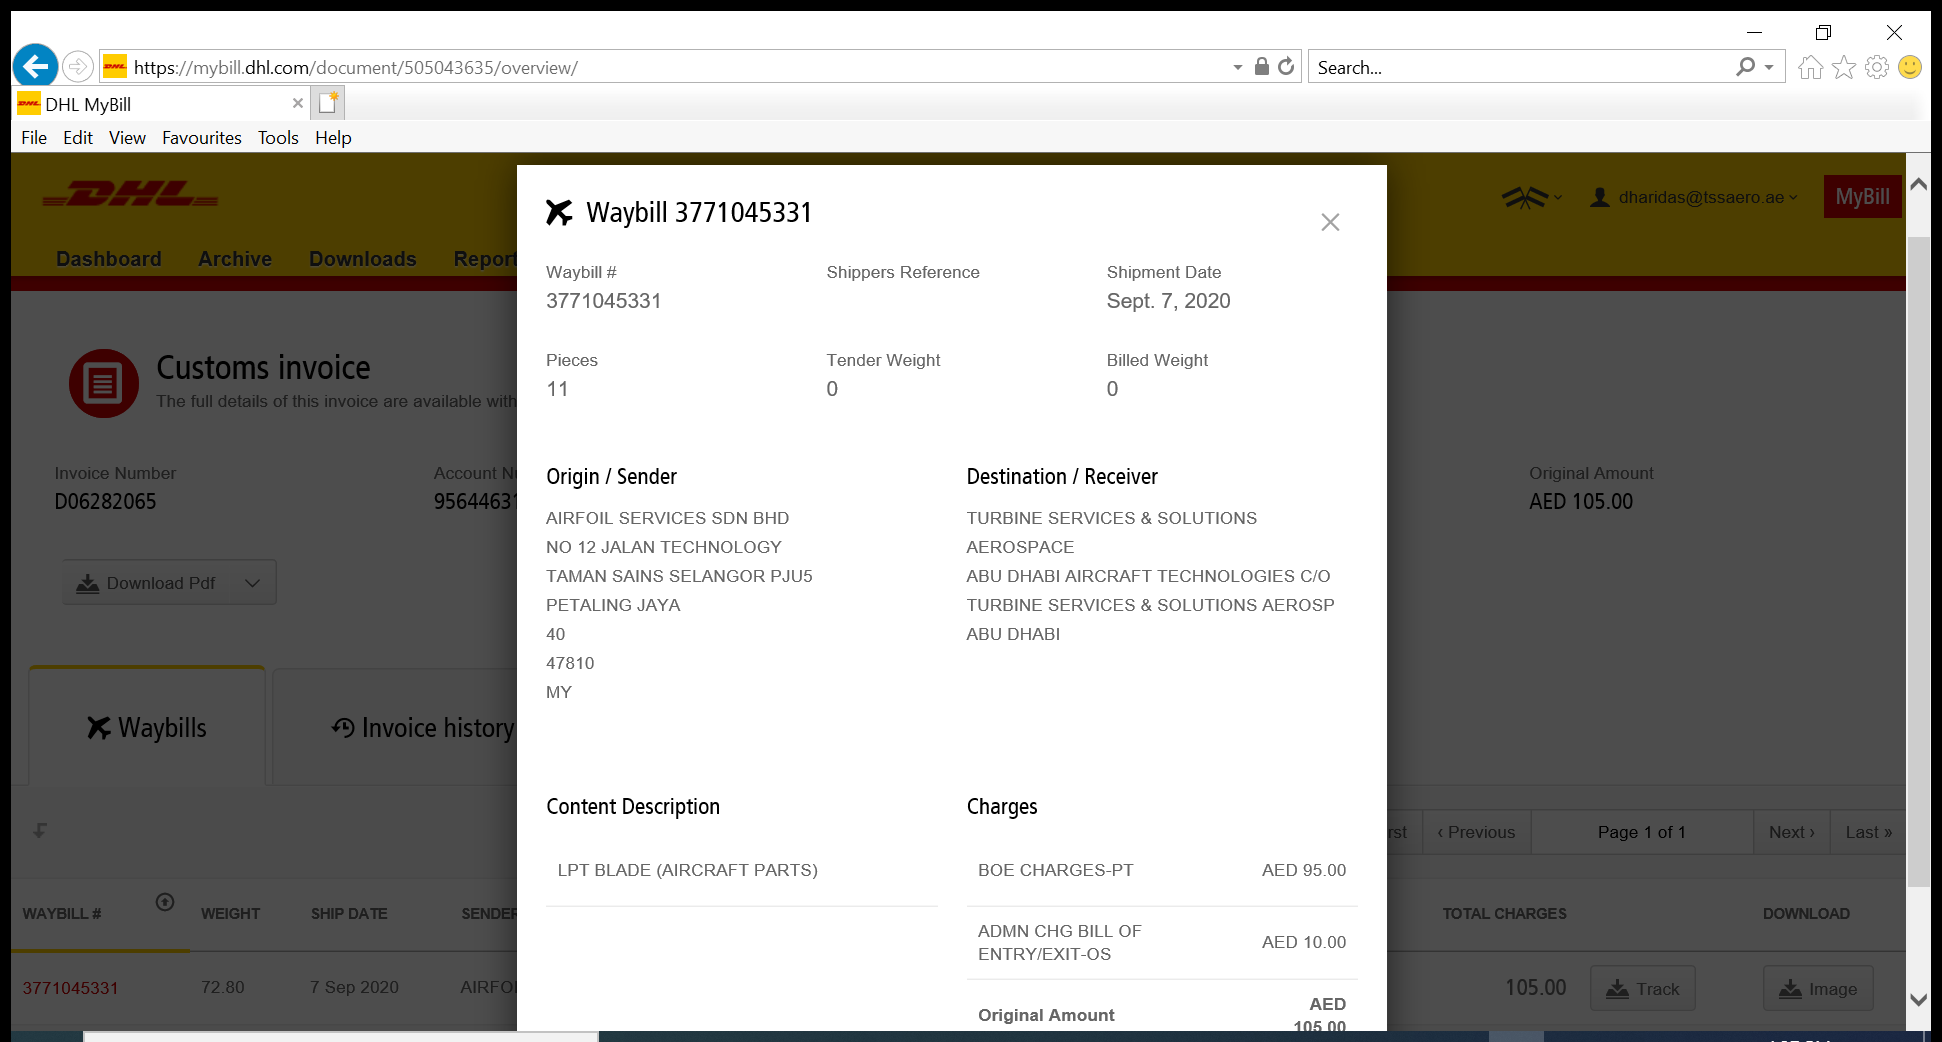 https://mybill.dhl.com/document/505043635/overview/
Search...
DHL MyBill
File Edit View Favourites Tools Help
DHL
dharidas@tssaero.ae
MyBill
Dashboard Archive Downloads Report
Customs invoice
The full details of this invoice are available with
Invoice Number
D06282065
Account Nu
95644631
Original Amount
AED 105.00
Download Pdf
Waybills
Invoice history
Waybill 3771045331
Waybill #
3771045331
Shippers Reference
Shipment Date
Sept. 7, 2020
Pieces
11
Tender Weight
0
Billed Weight
0
Origin / Sender
AIRFOIL SERVICES SDN BHD
NO 12 JALAN TECHNOLOGY
TAMAN SAINS SELANGOR PJU5
PETALING JAYA
40
47810
MY
Destination / Receiver
TURBINE SERVICES & SOLUTIONS
AEROSPACE
ABU DHABI AIRCRAFT TECHNOLOGIES C/O
TURBINE SERVICES & SOLUTIONS AEROSP
ABU DHABI
Content Description
LPT BLADE (AIRCRAFT PARTS)
Charges
BOE CHARGES-PT AED 95.00
ADMN CHG BILL OF
ENTRY/EXIT-OS AED 10.00
Original Amount AED
105.00
rst ‹ Previous Page 1 of 1 Next › Last »
WAYBILL # WEIGHT SHIP DATE SENDER TOTAL CHARGES DOWNLOAD
3771045331 72.80 7 Sep 2020 AIRFOI 105.00 Track Image